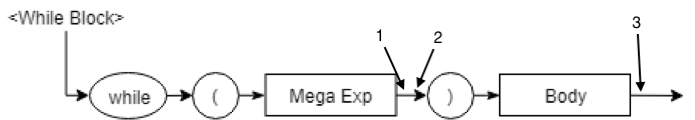 <While Block>
1 2 3
while ( Mega Exp ) Body